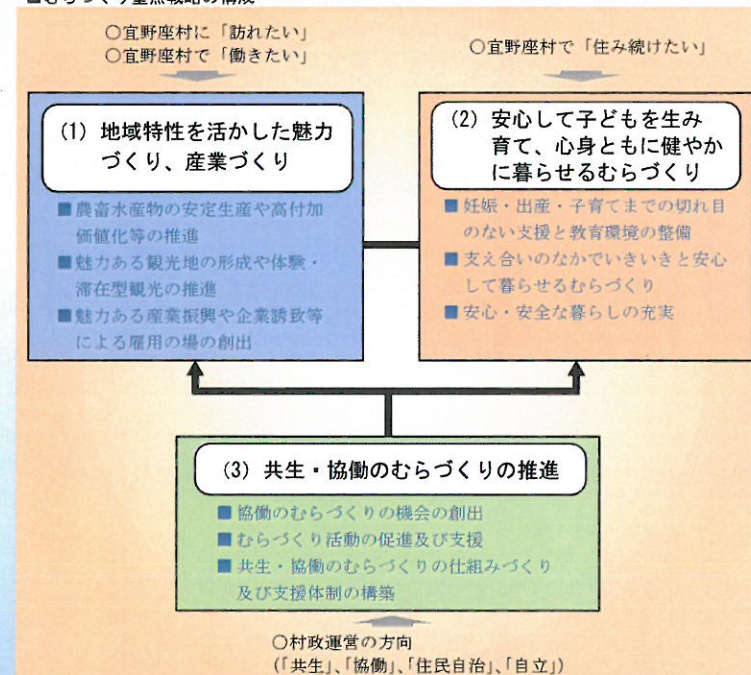 ○宜野座村に「訪れたい」
○宜野座村で「働きたい」
○宜野座村で「住み続けたい」
(1) 地域特性を活かした魅力
づくり、産業づくり
■農畜水産物の安定生産や高付加
価値化等の推進
■魅力ある観光地の形成や体験・
滞在型観光の推進
■魅力ある産業振興や企業誘致等
による雇用の場の創出
(2) 安心して子どもを生み
育て、心身ともに健やか
に暮らせるむらづくり
■妊娠・出産・子育てまでの切れ目
のない支援と教育環境の整備
■支え合いのなかでいきいきと安心
して暮らせるむらづくり
■安心・安全な暮らしの充実
(3) 共生・協働のむらづくりの推進
■協働のむらづくりの機会の創出
■むらづくり活動の促進及び支援
■共生・協働のむらづくりの仕組みづくり
及び支援体制の構築
○村政運営の方向
(「共生」、「協働」、「住民自治」、「自立」)